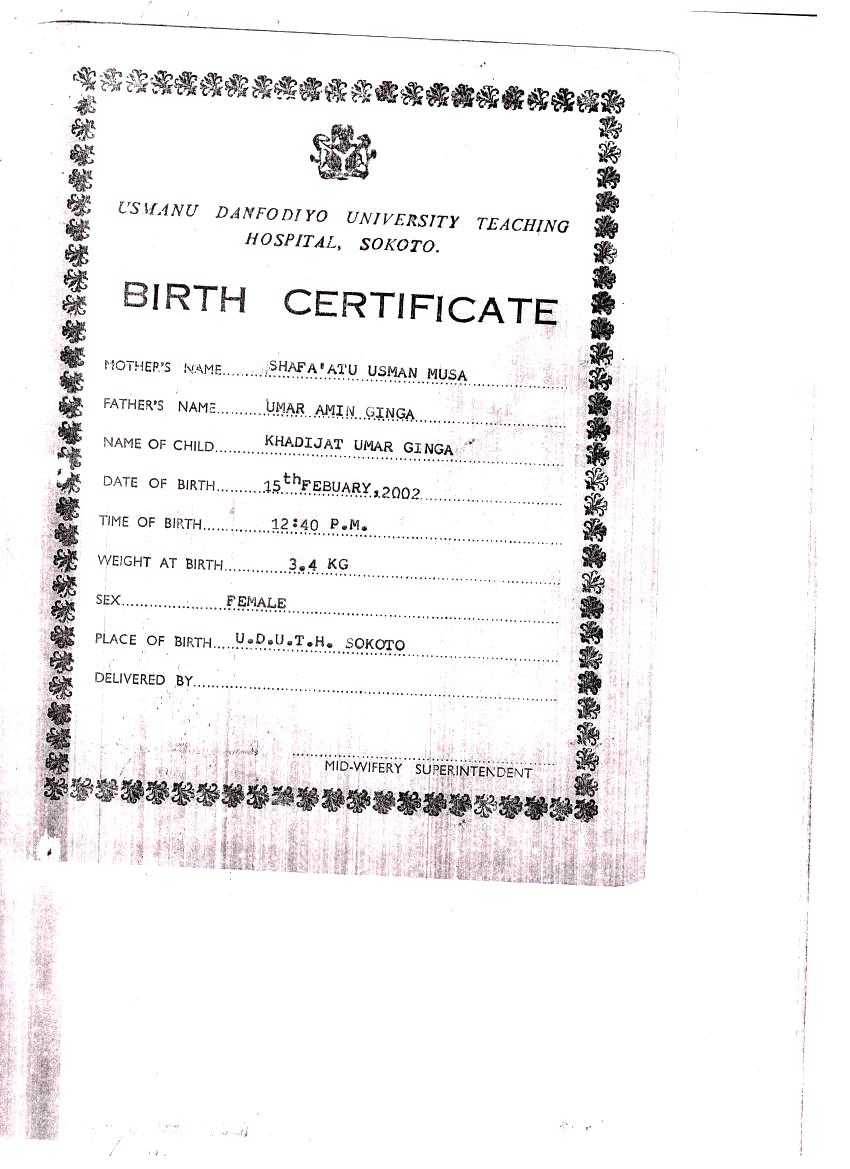 USMANU DANFODIYO UNIVERSITY TEACHING
HOSPITAL, SOKOTO.
BIRTH CERTIFICATE
MOTHER'S NAME........SHAFA'ATU USMAN MUSA
FATHER'S NAME........UMAR AMIN GINGA
NAME OF CHILD........KHADIJAT UMAR GINGA
DATE OF BIRTH........15th FEBUARY,2002
TIME OF BIRTH........12:40 P.M.
WEIGHT AT BIRTH........3.4 KG
SEX........FEMALE
PLACE OF BIRTH....U.D.U.T.H. SOKOTO
DELIVERED BY........
MID-WIFERY SUPERINTENDENT